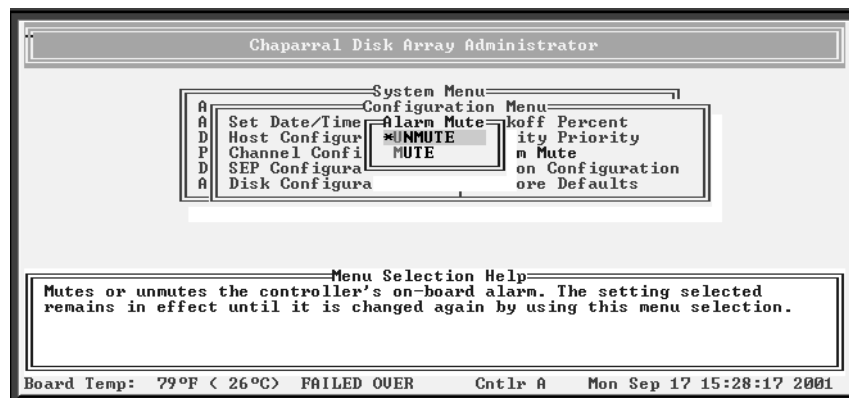 Chaparral Disk Array Administrator
System Menu
A Configuration Menu
A Set Date/Time Alarm Mute koff Percent
D Host Configur *UNMUTE ity Priority
P Channel Confi MUTE m Mute
D SEP Configura on Configuration
A Disk Configura ore Defaults
Menu Selection Help
Mutes or unmutes the controller's on-board alarm. The setting selected
remains in effect until it is changed again by using this menu selection.
Board Temp: 79°F ( 26°C) FAILED OVER Cntlr A Mon Sep 17 15:28:17 2001